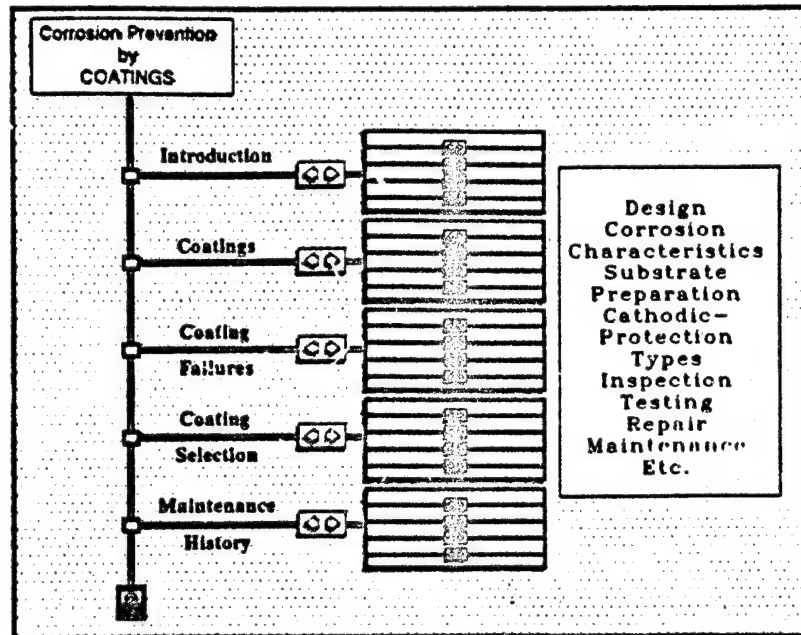 Corrosion Prevention
by
COATINGS
Introduction
Coatings
Coating
Failures
Coating
Selection
Maintenance
History
Design
Corrosion
Characteristics
Substrate
Preparation
Cathodic-
Protection
Types
Inspection
Testing
Repair
Maintenance
Etc.